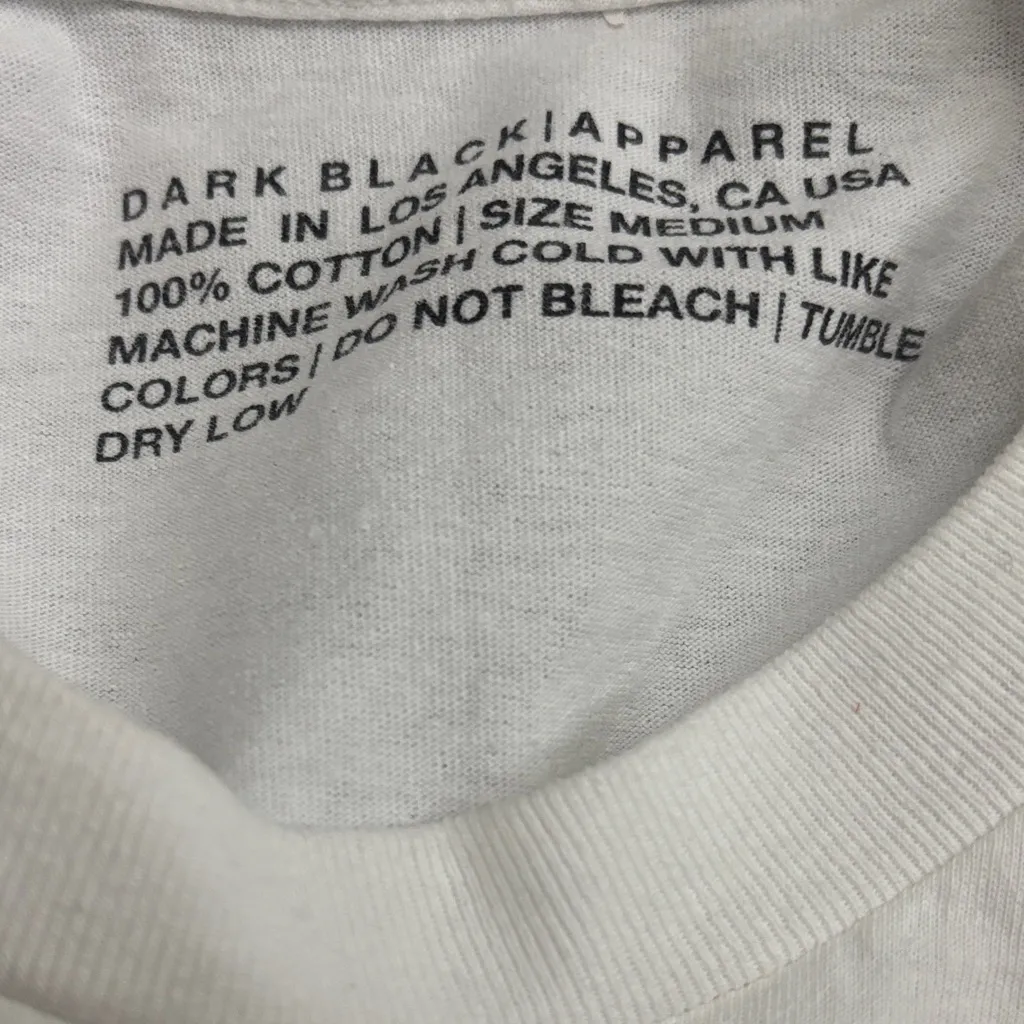 DARK BLACK | APPAREL
MADE IN LOS ANGELES, CA USA
100% COTTON | SIZE MEDIUM
MACHINE WASH COLD WITH LIKE
COLORS | DO NOT BLEACH | TUMBLE
DRY LOW